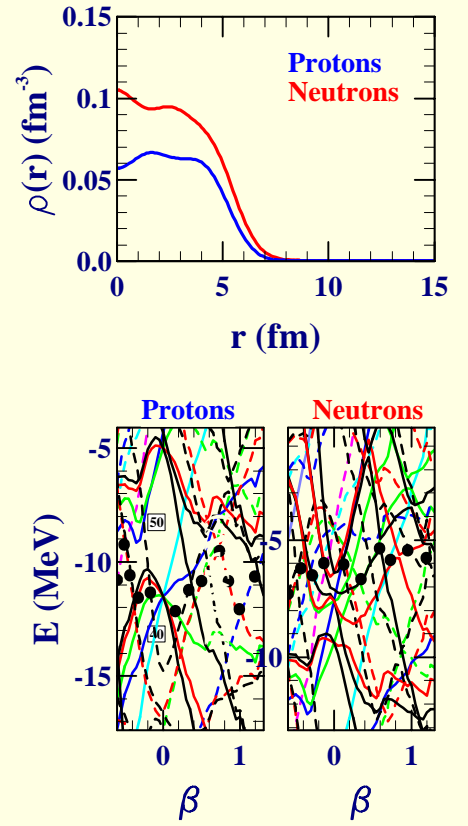 ρ(r) (fm-3)
0.15
0.1
0.05
0.0
Protons
Neutrons
0 5 10 15
r (fm)
Protons Neutrons
E (MeV)
-5
-10
-15
50
40
-5
-10
0 1 0 1
β β